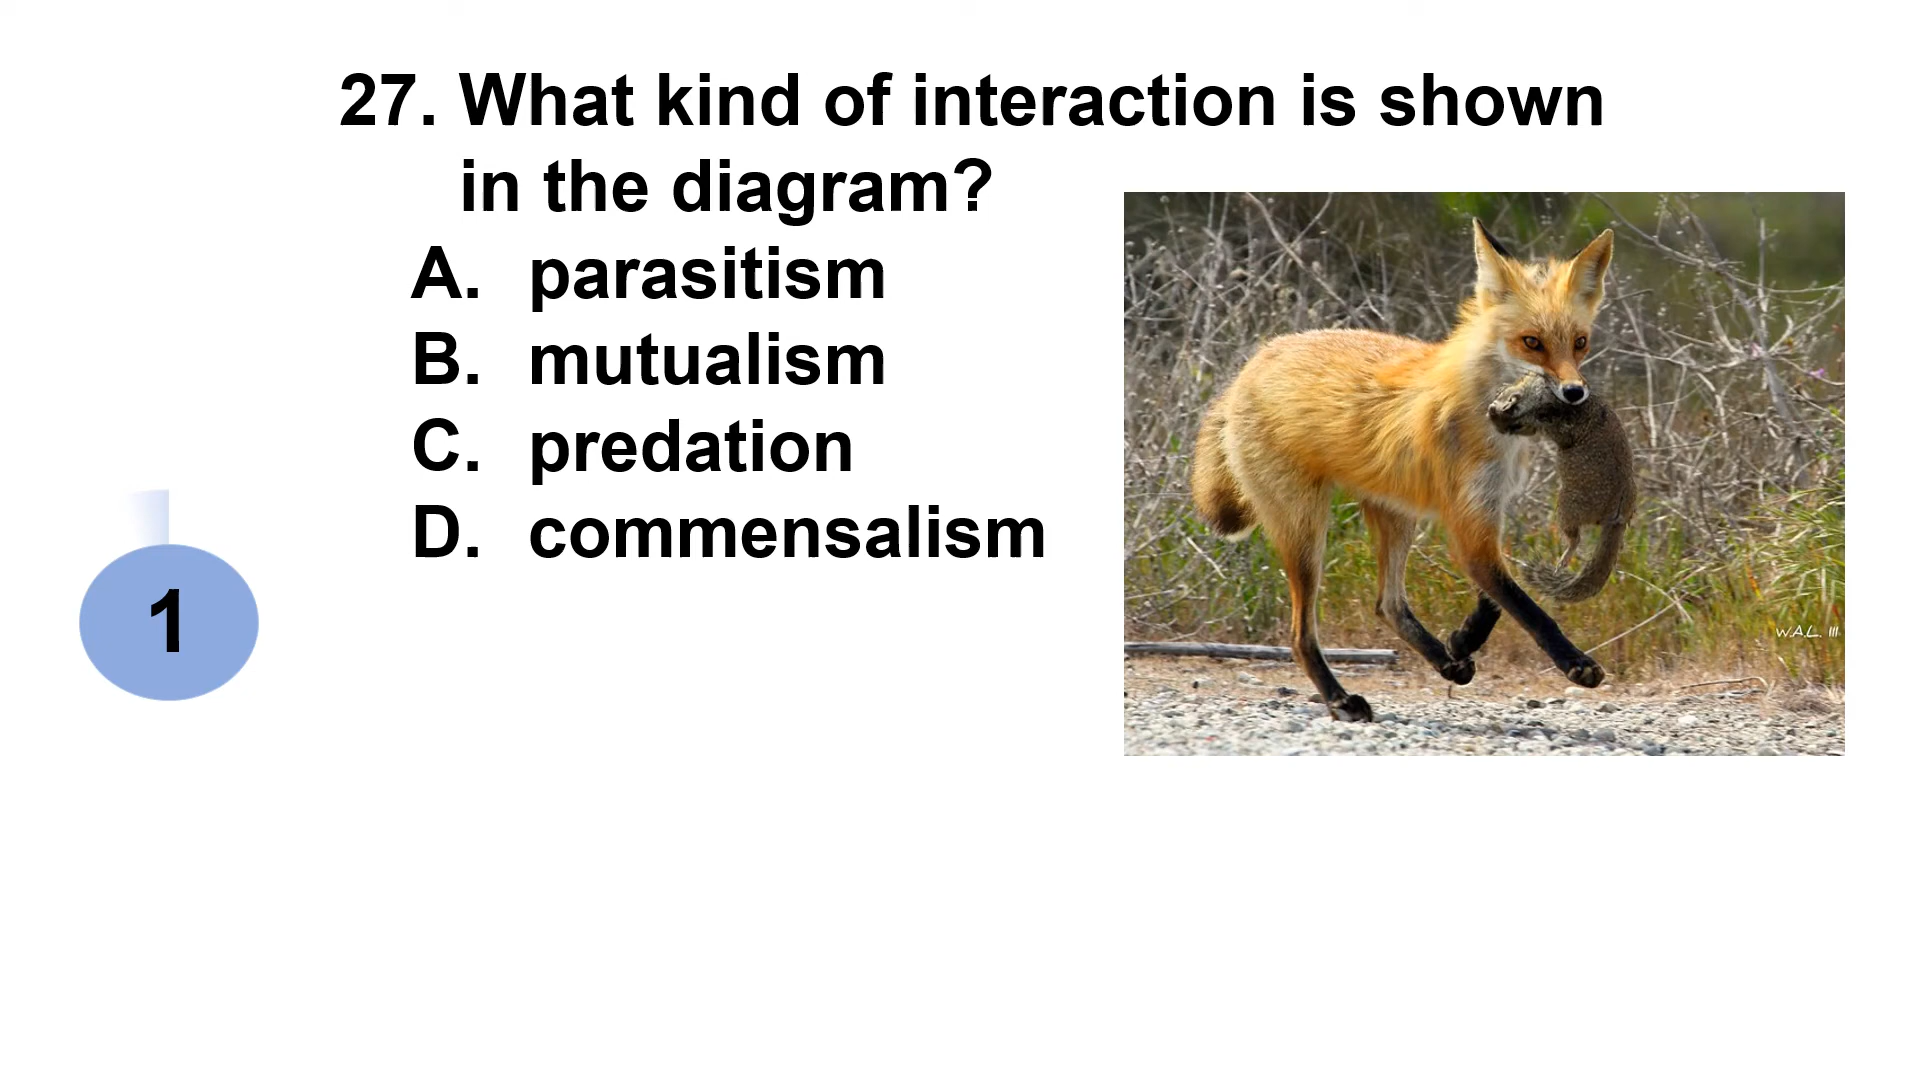 27. What kind of interaction is shown
in the diagram?
A. parasitism
B. mutualism
C. predation
D. commensalism
1
W.A.L. III